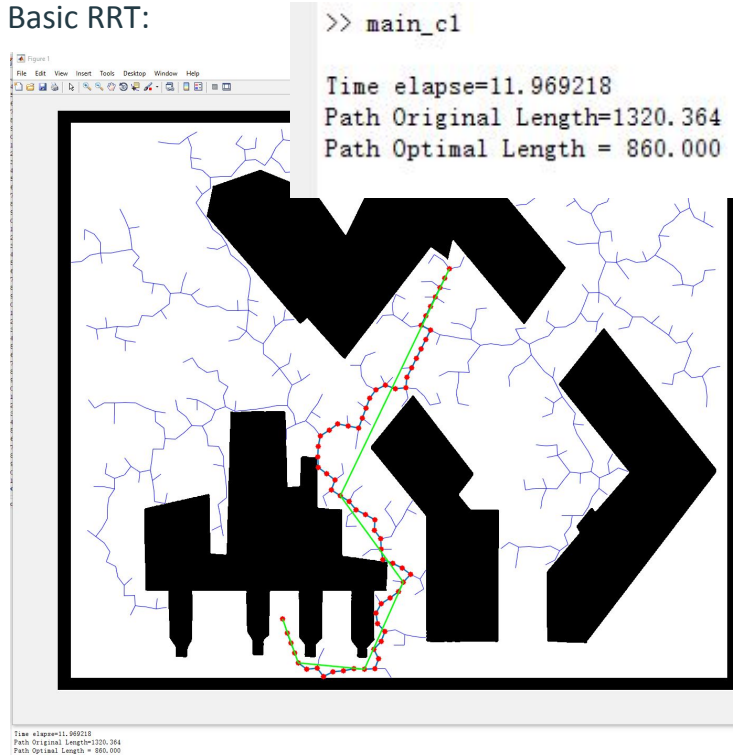 Basic RRT:
>> main_c1
Time elapse=11.969218
Path Original Length=1320.364
Path Optimal Length = 860.000
Figure 1
File Edit View Insert Tools Desktop Window Help
Time elapse=11.969218
Path Original Length=1320.364
Path Optimal Length = 860.000